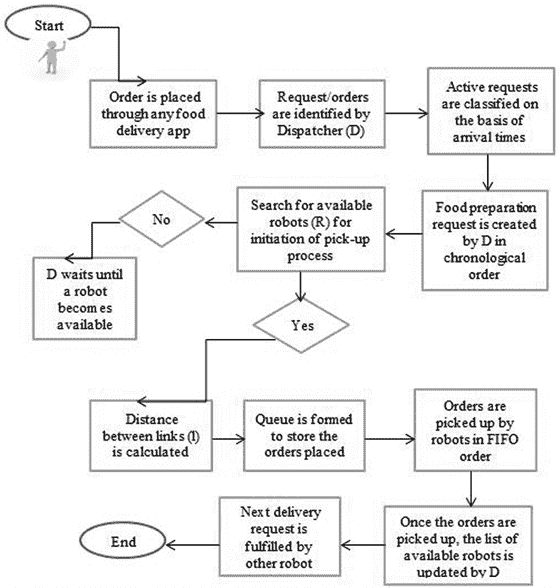 Start
Order is placed
through any food
delivery app
Request/orders
are identified by
Dispatcher (D)
Active requests
are classified on
the basis of
arrival times
Food preparation
request is created
by D in
chronological
order
Search for available
robots (R) for
initiation of pick-up
process
No
D waits until
a robot
becomes
available
Yes
Distance
between links (l)
is calculated
Queue is formed
to store the
orders placed
Orders are
picked up by
robots in FIFO
order
Once the orders are
picked up, the list of
available robots is
updated by D
Next delivery
request is
fulfilled by
other robot
End